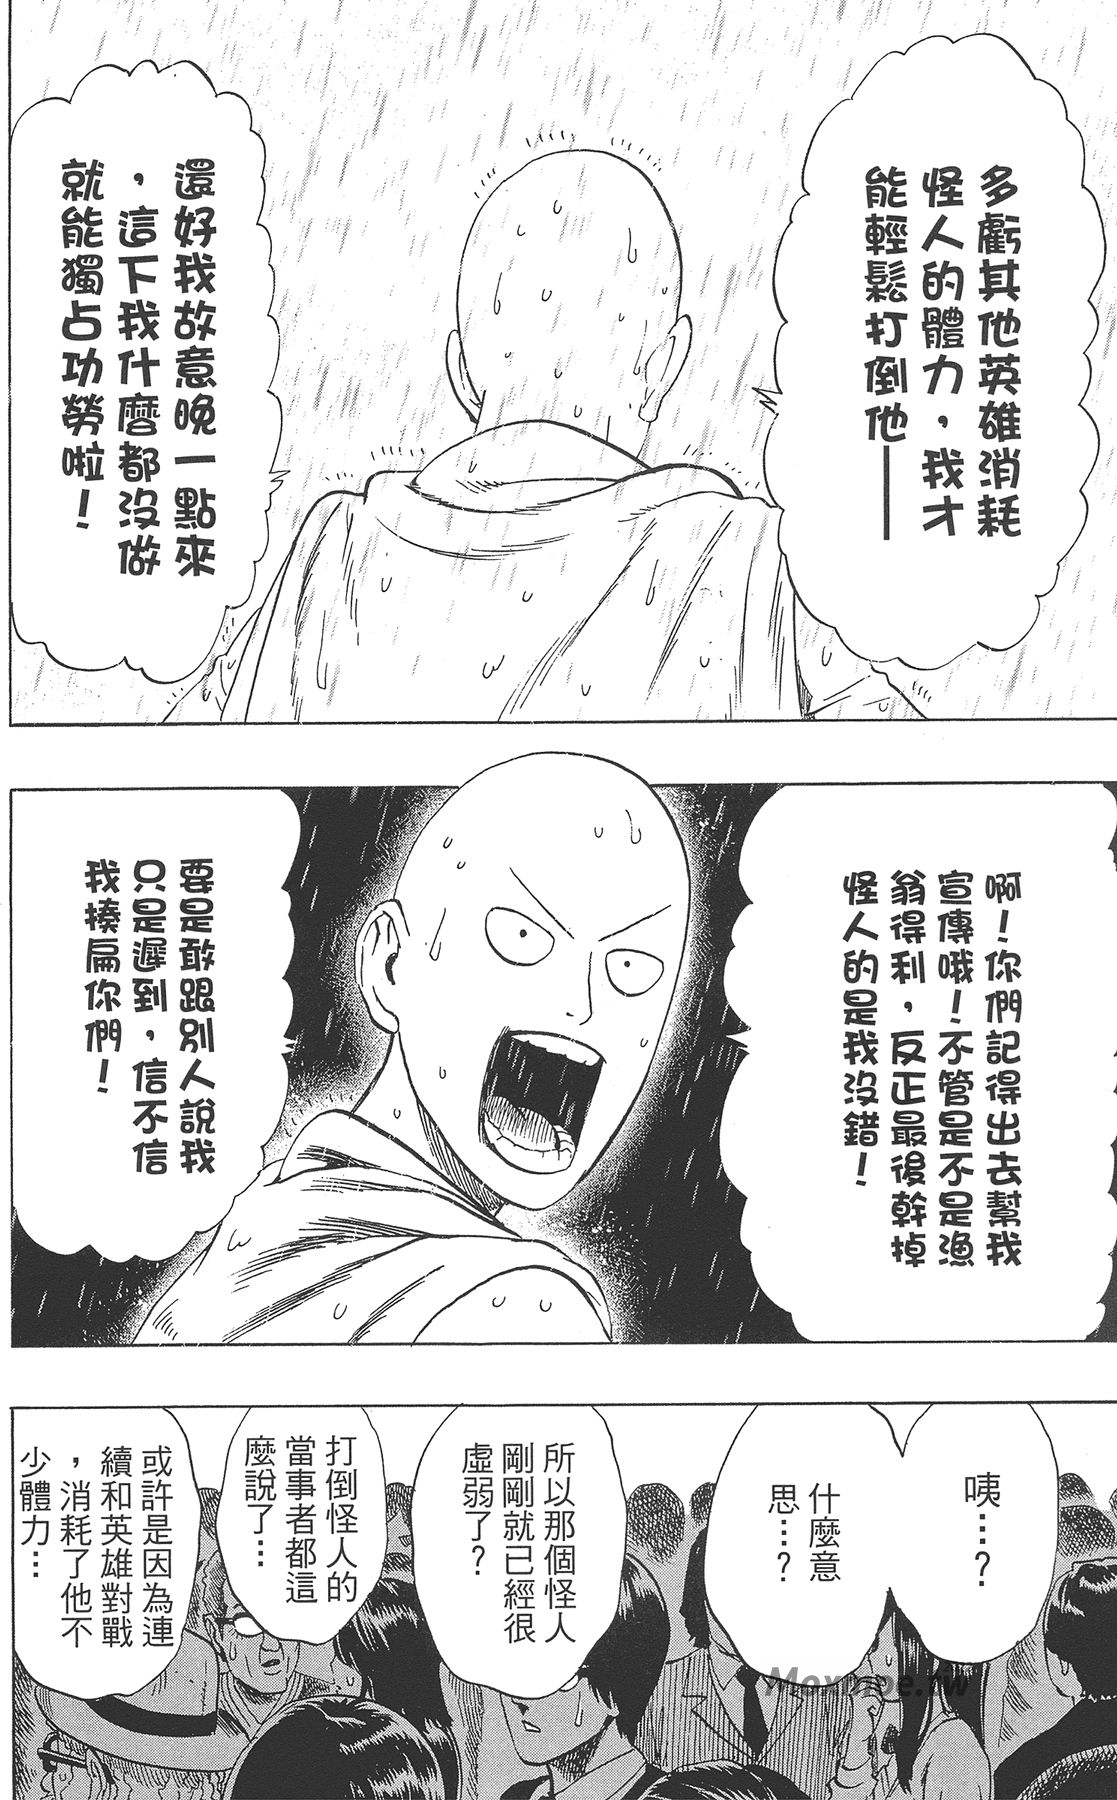 多虧其他英雄消耗
怪人的體力，我才
能輕鬆打倒他——
還好我故意晚一點來
，這下我什麼都沒做
就能獨占功勞啦！
啊！你們記得出去幫我
宣傳哦！不管是不是漁
翁得利，反正最後幹掉
怪人的是我沒錯！
要是敢跟別人說我
只是遲到，信不信
我揍扁你們！
咦…？
什麼意
思…？
所以那個怪人
剛剛就已經很
虛弱了？
打倒怪人的
當事者都這
麼說了…
或許是因為連
續和英雄對戰
，消耗了他不
少體力…